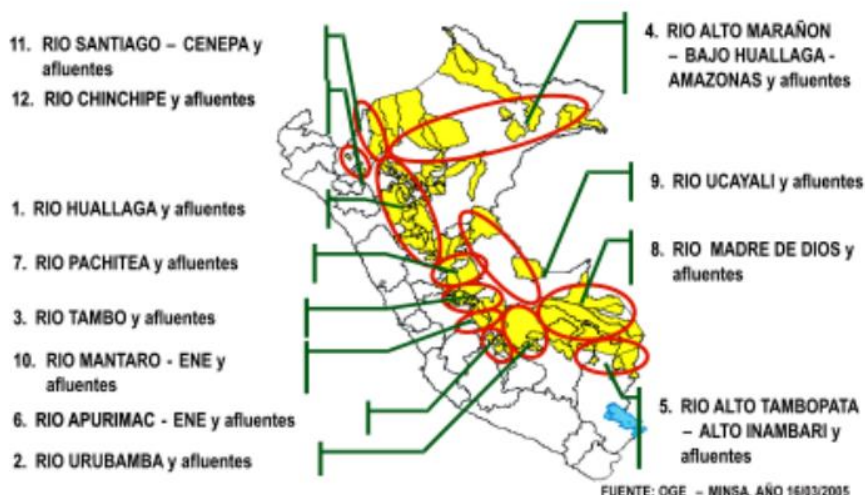 11. RIO SANTIAGO – CENEPA y
afluentes
12. RIO CHINCHIPE y afluentes
1. RIO HUALLAGA y afluentes
7. RIO PACHITEA y afluentes
3. RIO TAMBO y afluentes
10. RIO MANTARO - ENE y
afluentes
6. RIO APURIMAC - ENE y afluentes
2. RIO URUBAMBA y afluentes
4. RIO ALTO MARAÑON
– BAJO HUALLAGA -
AMAZONAS y afluentes
9. RIO UCAYALI y afluentes
8. RIO MADRE DE DIOS y
afluentes
5. RIO ALTO TAMBOPATA
– ALTO INAMBARI y
afluentes
FUENTE: OGE – MINSA. AÑO 16/03/2005